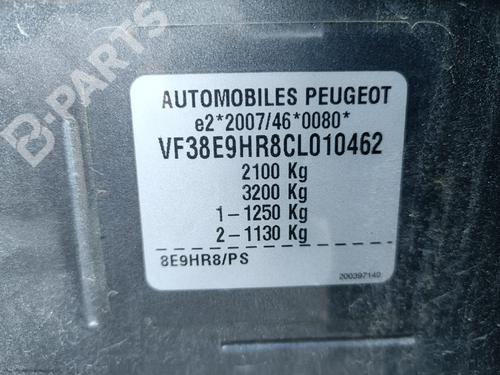 B-PARTS
AUTOMOBILES PEUGEOT
e2*2007/46*0080*
VF38E9HR8CL010462
2100 Kg
3200 Kg
1-1250 Kg
2-1130 Kg
8E9HR8/PS
200397140